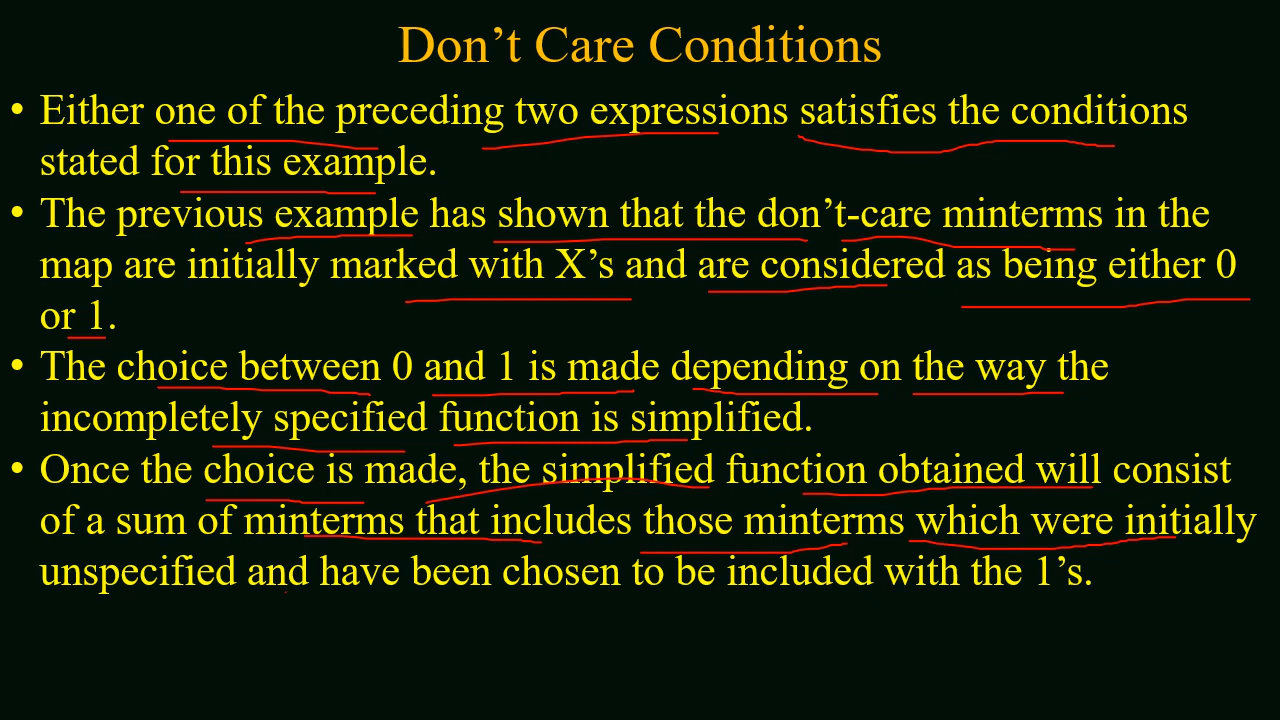 Don’t Care Conditions
• Either one of the preceding two expressions satisfies the conditions
stated for this example.
• The previous example has shown that the don’t-care minterms in the
map are initially marked with X’s and are considered as being either 0
or 1.
• The choice between 0 and 1 is made depending on the way the
incompletely specified function is simplified.
• Once the choice is made, the simplified function obtained will consist
of a sum of minterms that includes those minterms which were initially
unspecified and have been chosen to be included with the 1’s.